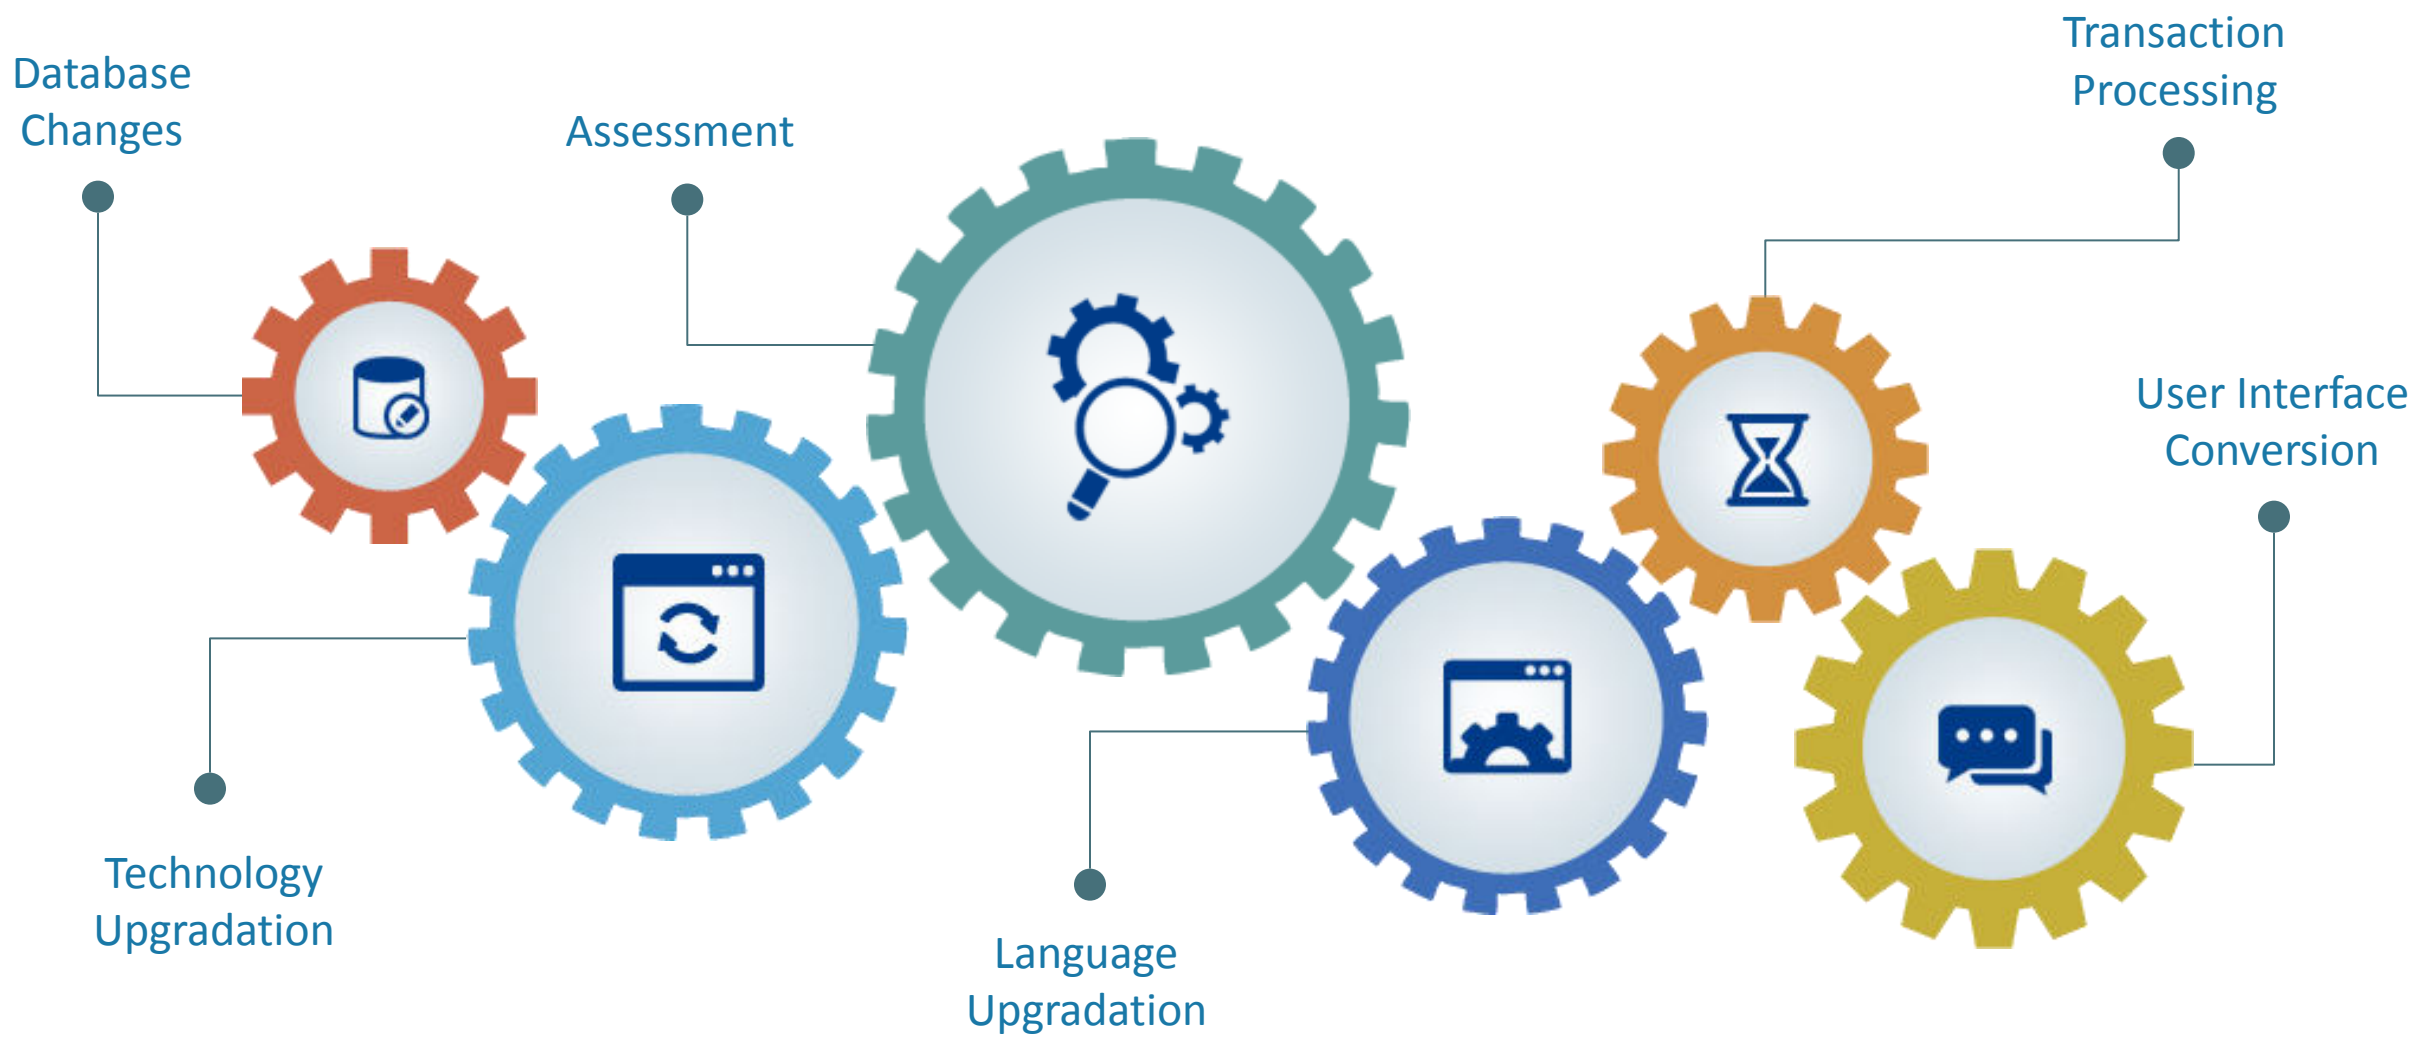 Database
Changes
Assessment
Transaction
Processing
User Interface
Conversion
Technology
Upgradation
Language
Upgradation